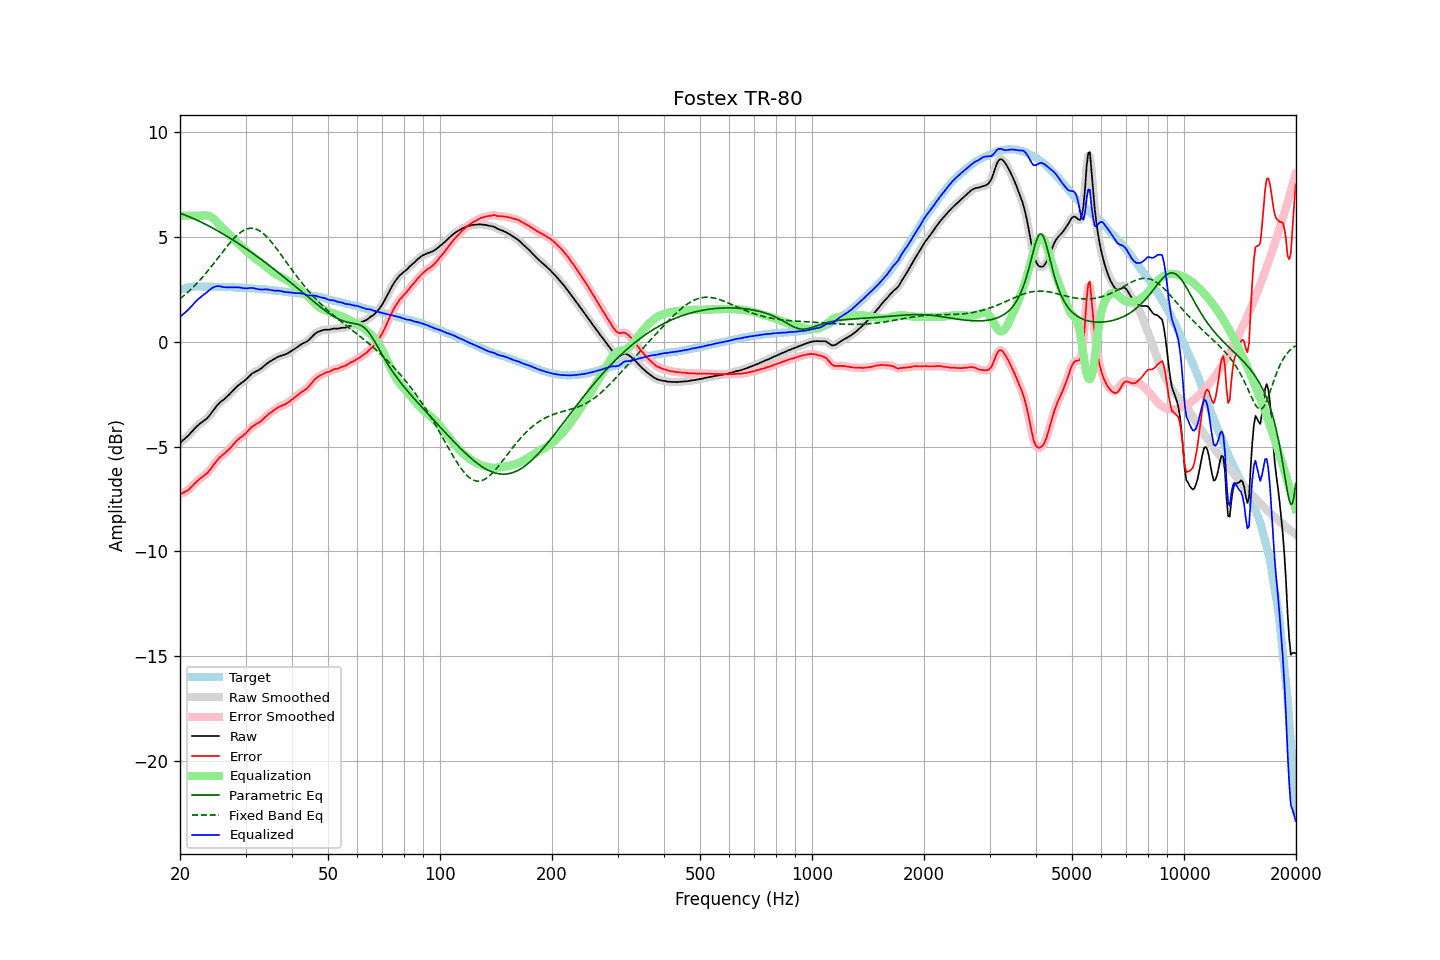 Fostex TR-80
Amplitude (dBr)
10
5
0
−5
−10
−15
−20
Target
Raw Smoothed
Error Smoothed
Raw
Error
Equalization
Parametric Eq
Fixed Band Eq
Equalized
20 50 100 200 500 1000 2000 5000 10000 20000
Frequency (Hz)